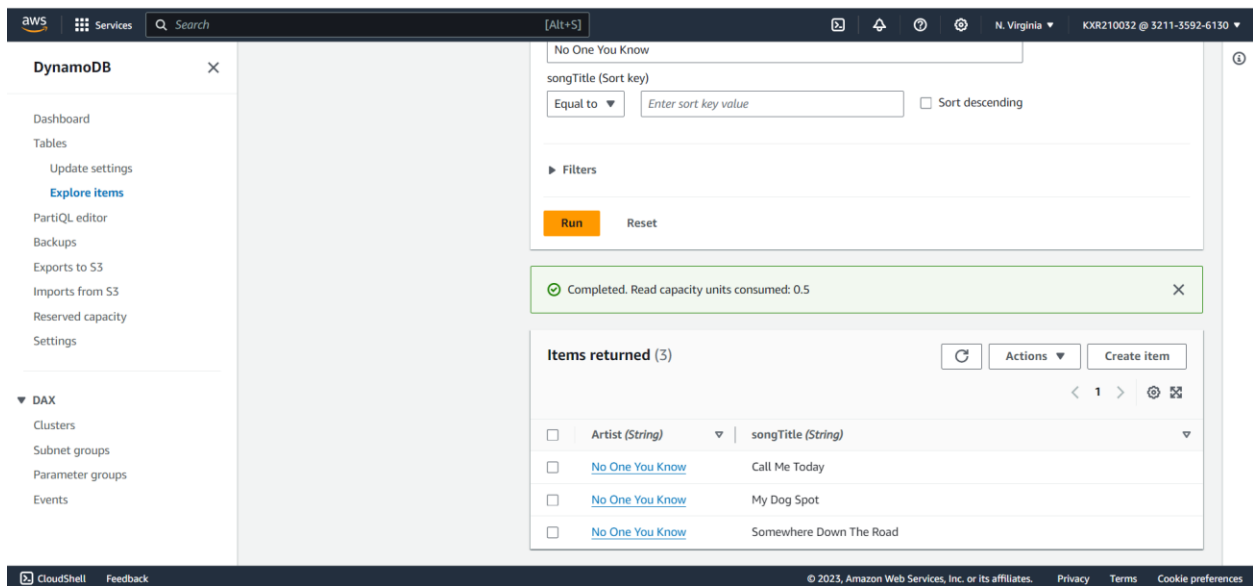 aws Services Search [Alt+S] N. Virginia KXR210032 @ 3211-3592-6130
DynamoDB
Dashboard
Tables
Update settings
Explore items
PartiQL editor
Backups
Exports to S3
Imports from S3
Reserved capacity
Settings
DAX
Clusters
Subnet groups
Parameter groups
Events
No One You Know
songTitle (Sort key)
Equal to Enter sort key value Sort descending
Filters
Run Reset
Completed. Read capacity units consumed: 0.5
Items returned (3) Actions Create item
1
Artist (String) songTitle (String)
No One You Know Call Me Today
No One You Know My Dog Spot
No One You Know Somewhere Down The Road
CloudShell Feedback © 2023, Amazon Web Services, Inc. or its affiliates. Privacy Terms Cookie preferences